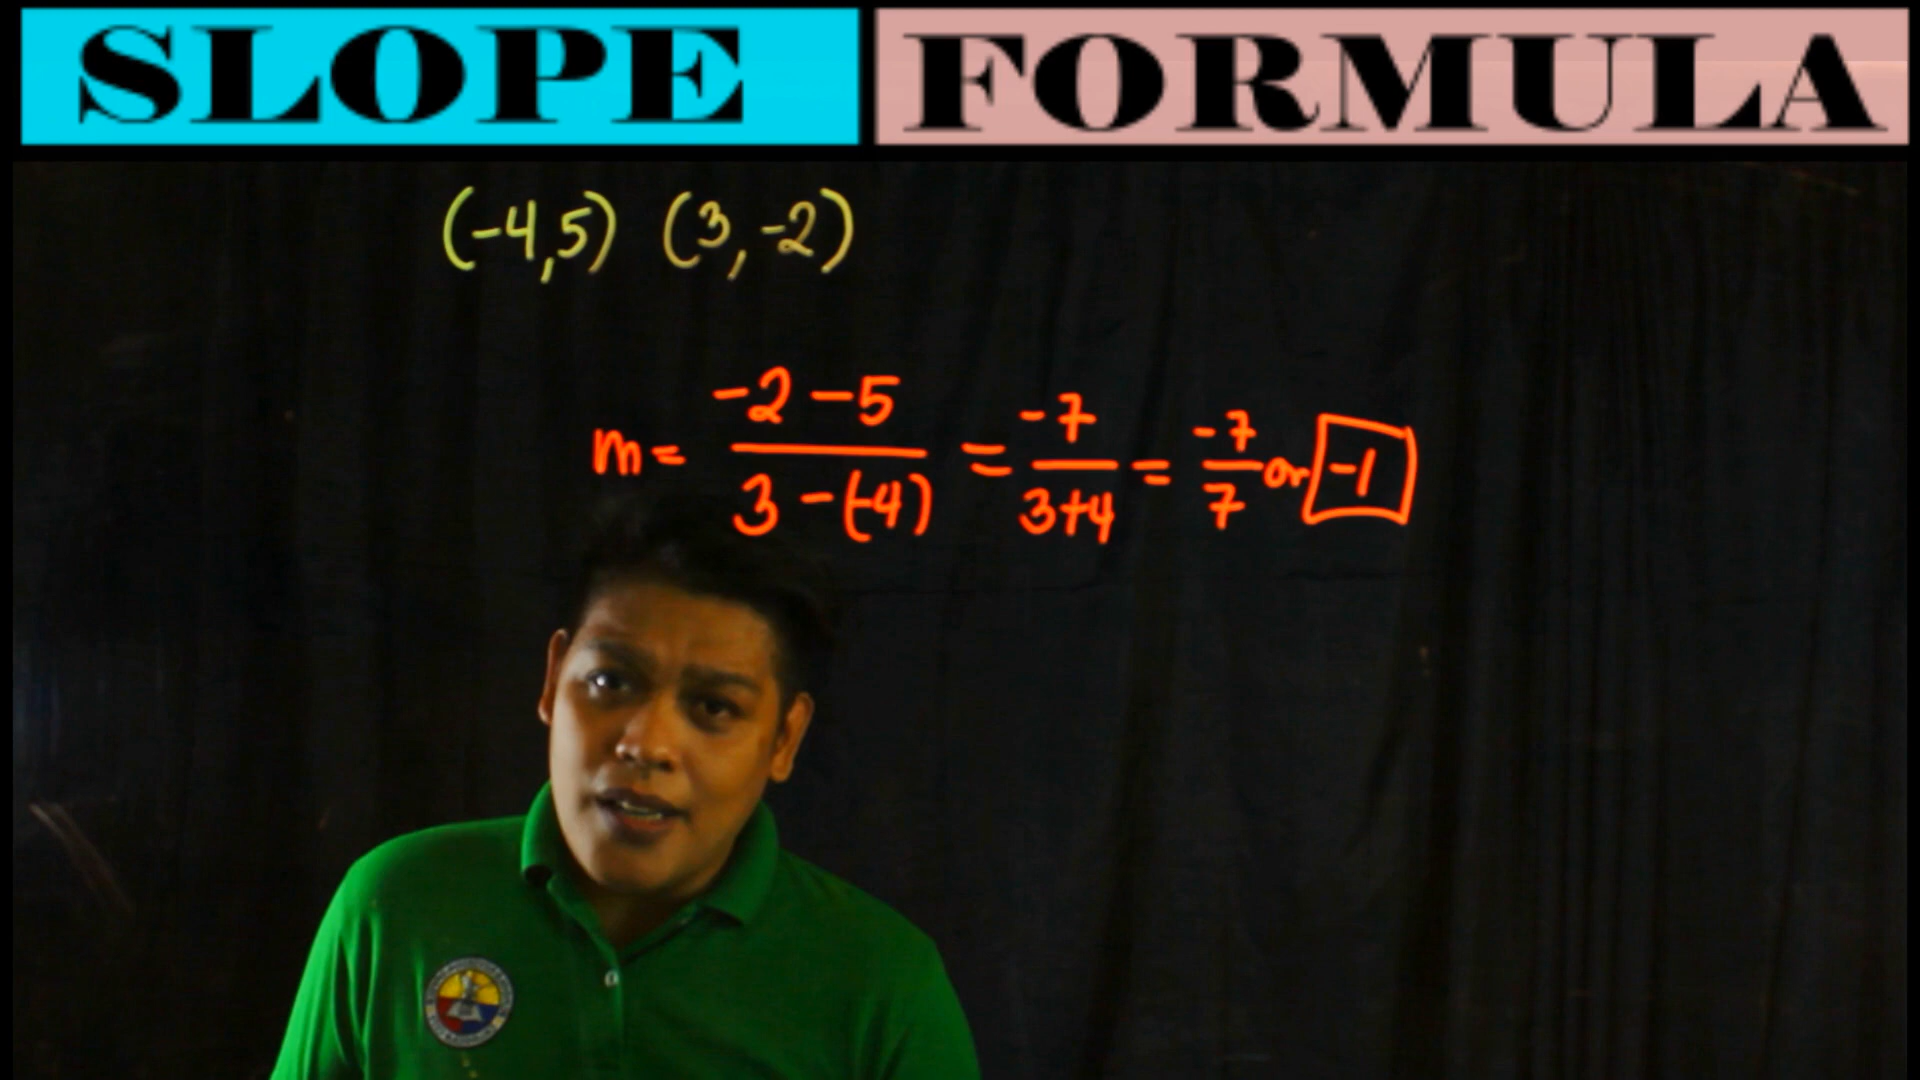 SLOPE FORMULA
(-4,5) (3,-2)
m = -2 -5 / 3 -(-4) = -7 / 3+4 = -7 / 7 or -1